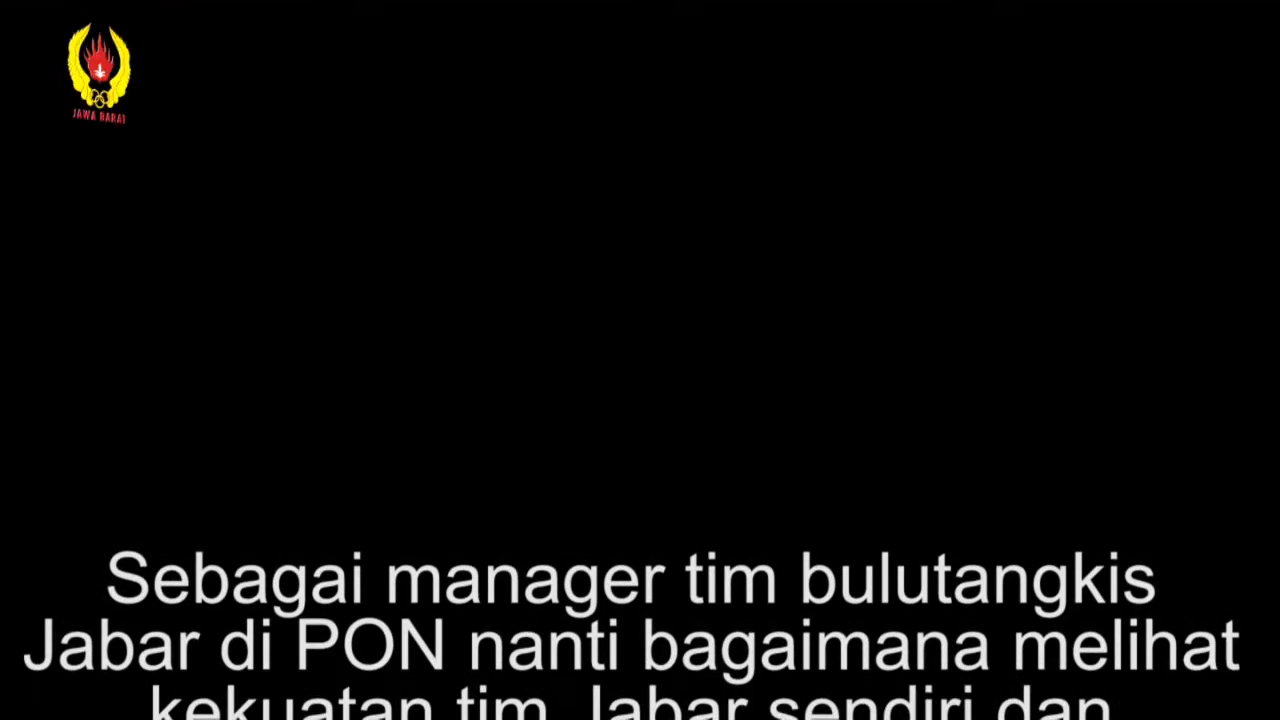 JAWA BARAT
Sebagai manager tim bulutangkis
Jabar di PON nanti bagaimana melihat
kekuatan tim Jabar sendiri dan